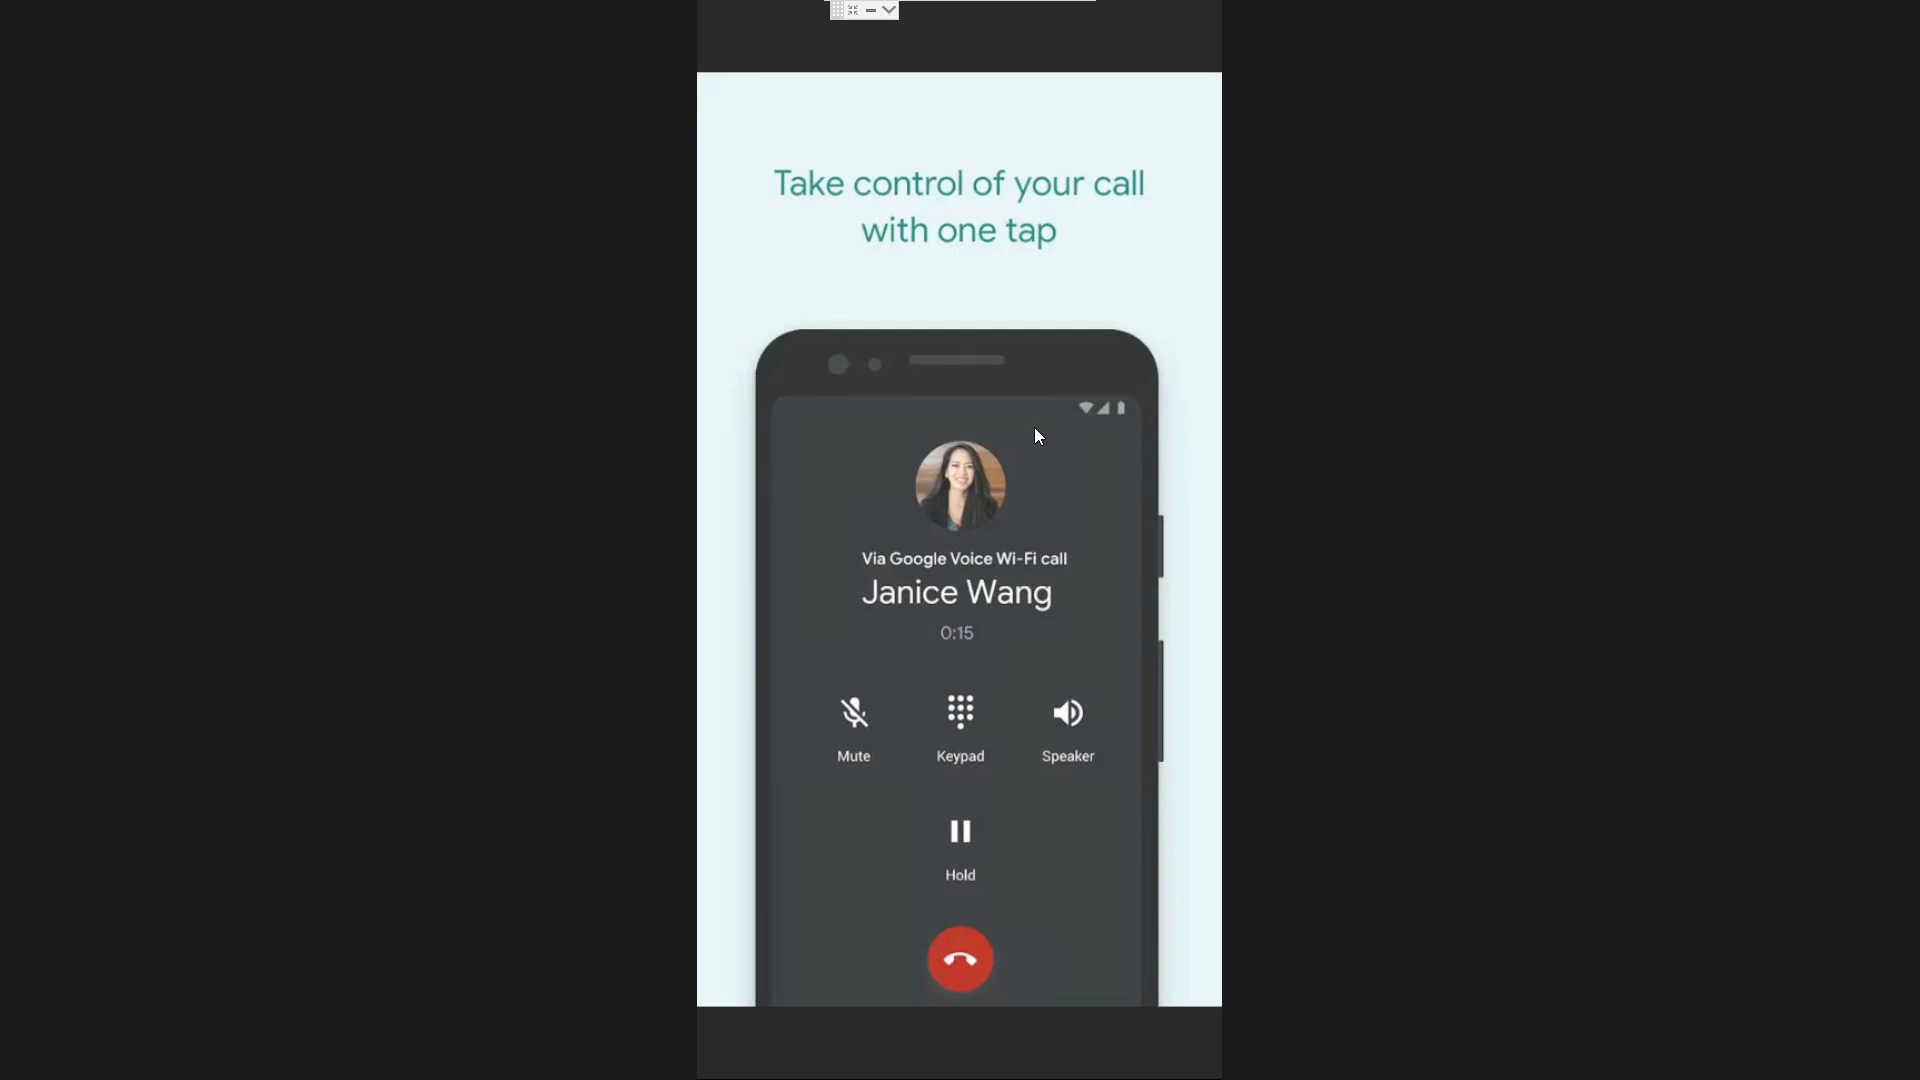 Take control of your call
with one tap
Via Google Voice Wi-Fi call
Janice Wang
0:15
Mute
Keypad
Speaker
Hold